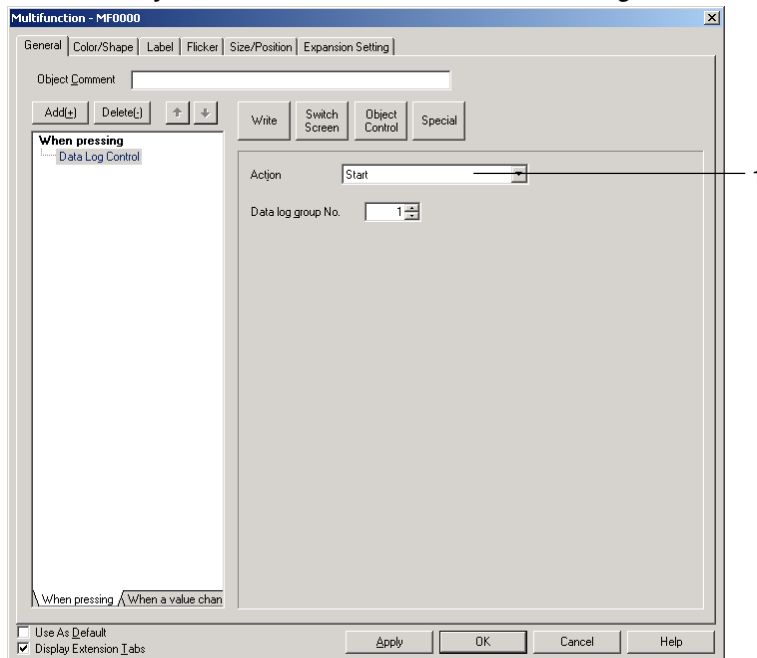 Multifunction - MF0000
General Color/Shape Label Flicker Size/Position Expansion Setting
Object Comment
Add(+) Delete(-) Write Switch Screen Object Control Special
When pressing
Data Log Control
Action Start
Data log group No. 1
When pressing When a value chan
Use As Default
Display Extension Tabs
Apply OK Cancel Help